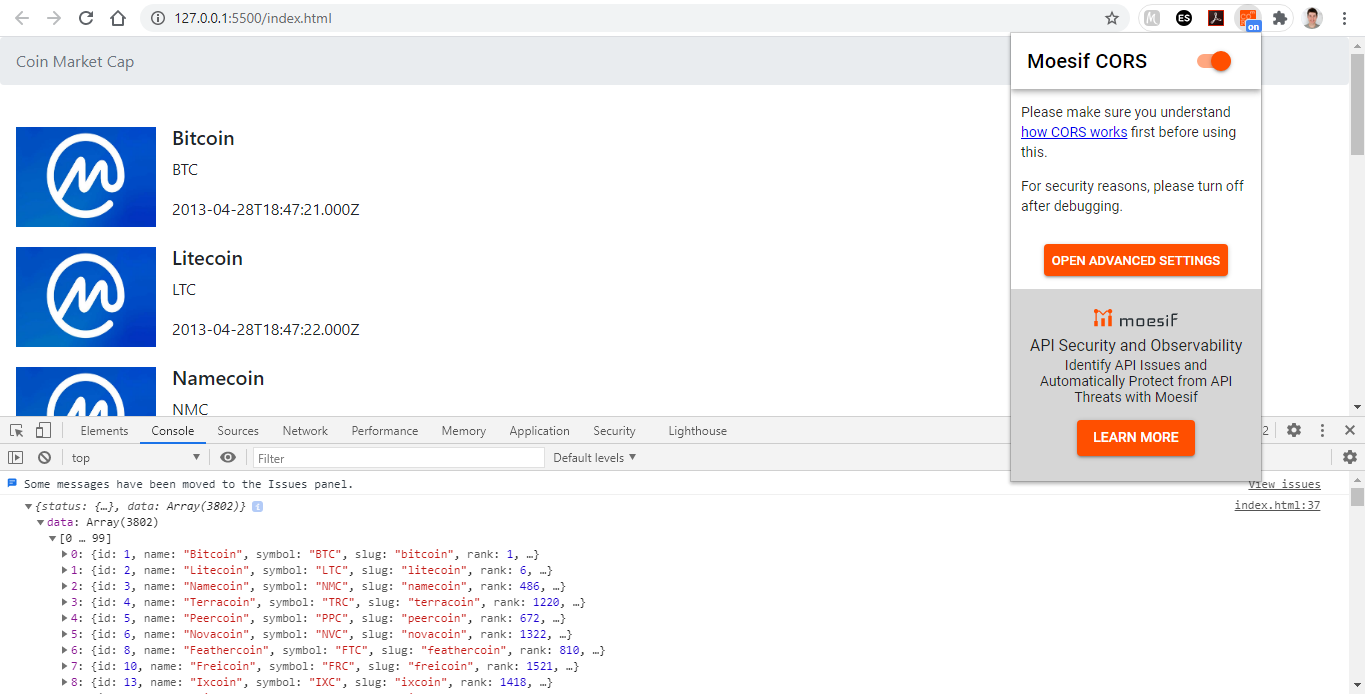 127.0.0.1:5500/index.html
ES
on
Coin Market Cap
Bitcoin
BTC
2013-04-28T18:47:21.000Z
Litecoin
LTC
2013-04-28T18:47:22.000Z
Namecoin
NMC
Moesif CORS
Please make sure you understand
how CORS works first before using
this.
For security reasons, please turn off
after debugging.
OPEN ADVANCED SETTINGS
moesif
API Security and Observability
Identify API Issues and
Automatically Protect from API
Threats with Moesif
LEARN MORE
Elements Console Sources Network Performance Memory Application Security Lighthouse 2
top Filter Default levels
Some messages have been moved to the Issues panel. View issues
{status: {…}, data: Array(3802)} i index.html:37
data: Array(3802)
[0 … 99]
0: {id: 1, name: "Bitcoin", symbol: "BTC", slug: "bitcoin", rank: 1, …}
1: {id: 2, name: "Litecoin", symbol: "LTC", slug: "litecoin", rank: 6, …}
2: {id: 3, name: "Namecoin", symbol: "NMC", slug: "namecoin", rank: 486, …}
3: {id: 4, name: "Terracoin", symbol: "TRC", slug: "terracoin", rank: 1220, …}
4: {id: 5, name: "Peercoin", symbol: "PPC", slug: "peercoin", rank: 672, …}
5: {id: 6, name: "Novacoin", symbol: "NVC", slug: "novacoin", rank: 1322, …}
6: {id: 8, name: "Feathercoin", symbol: "FTC", slug: "feathercoin", rank: 810, …}
7: {id: 10, name: "Freicoin", symbol: "FRC", slug: "freicoin", rank: 1521, …}
8: {id: 13, name: "Ixcoin", symbol: "IXC", slug: "ixcoin", rank: 1418, …}